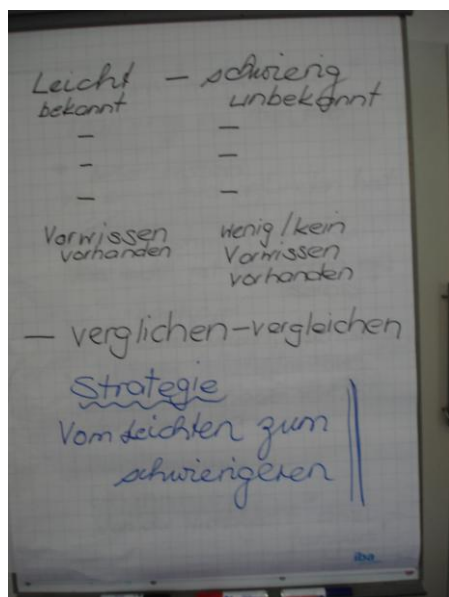 Leicht – schwierig
bekannt unbekannt
– –
– –
– –
Vorwissen wenig/kein
vorhanden Vorwissen
vorhanden
– verglichen-vergleichen
Strategie
Vom Leichten zum
schwierigeren